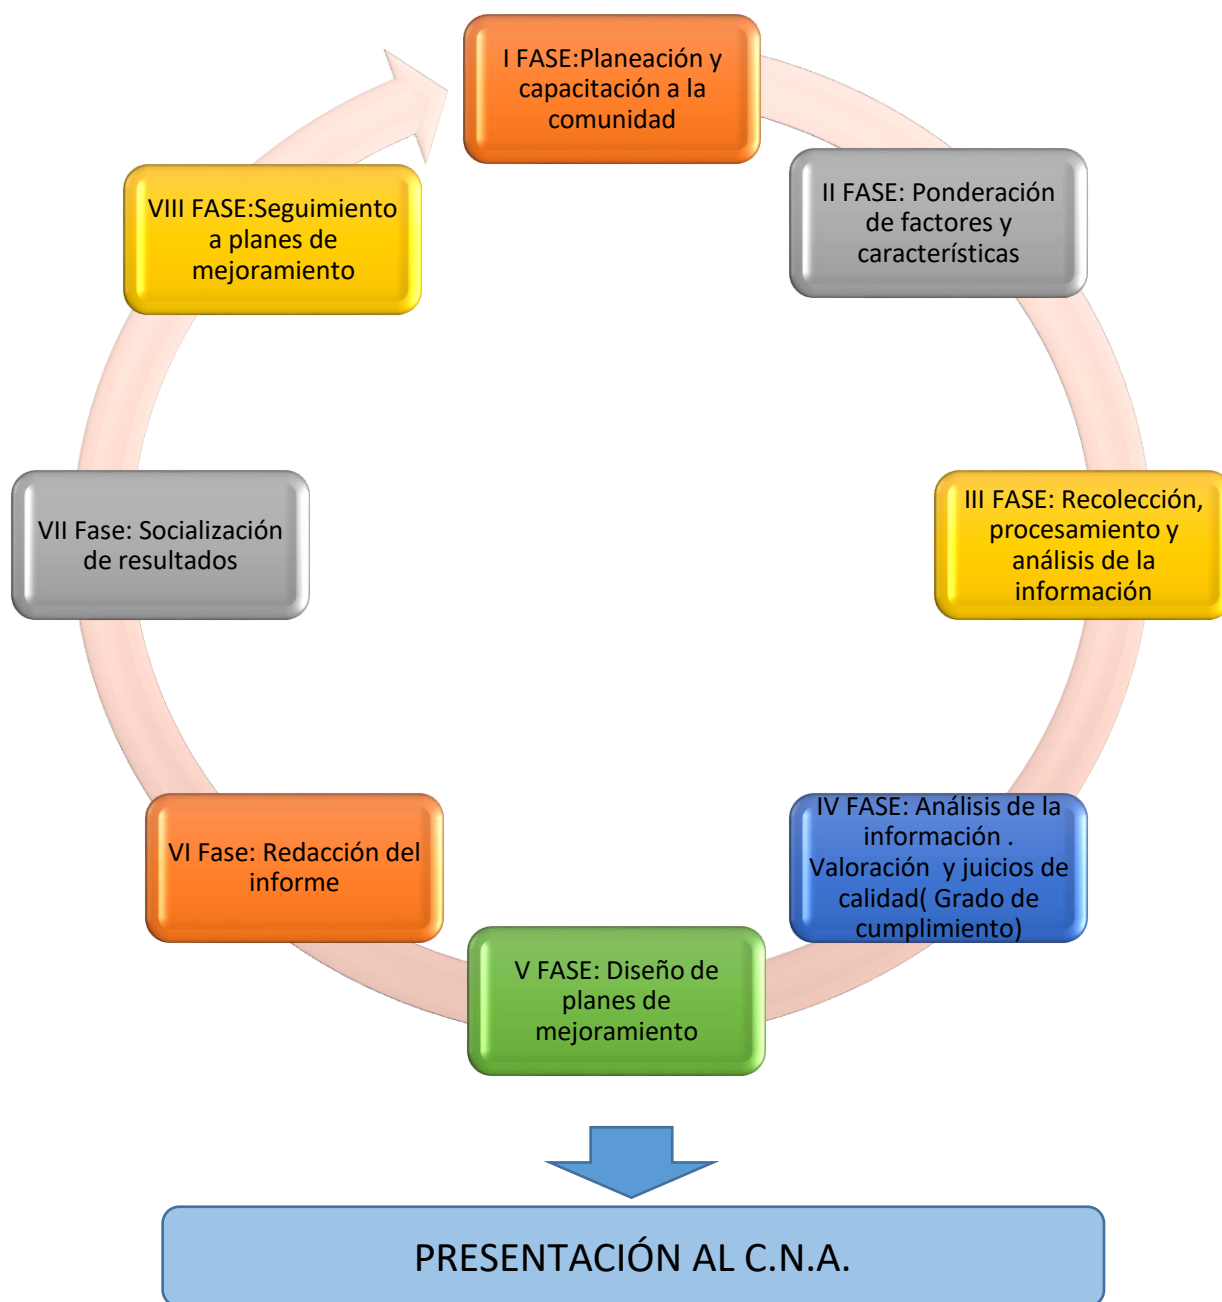 I FASE:Planeación y
capacitación a la
comunidad
II FASE: Ponderación
de factores y
características
III FASE: Recolección,
procesamiento y
análisis de la
información
IV FASE: Análisis de la
información .
Valoración  y juicios de
calidad( Grado de
cumplimiento)
V FASE: Diseño de
planes de
mejoramiento
VI Fase: Redacción del
informe
VII Fase: Socialización
de resultados
VIII FASE:Seguimiento
a planes de
mejoramiento
PRESENTACIÓN AL C.N.A.